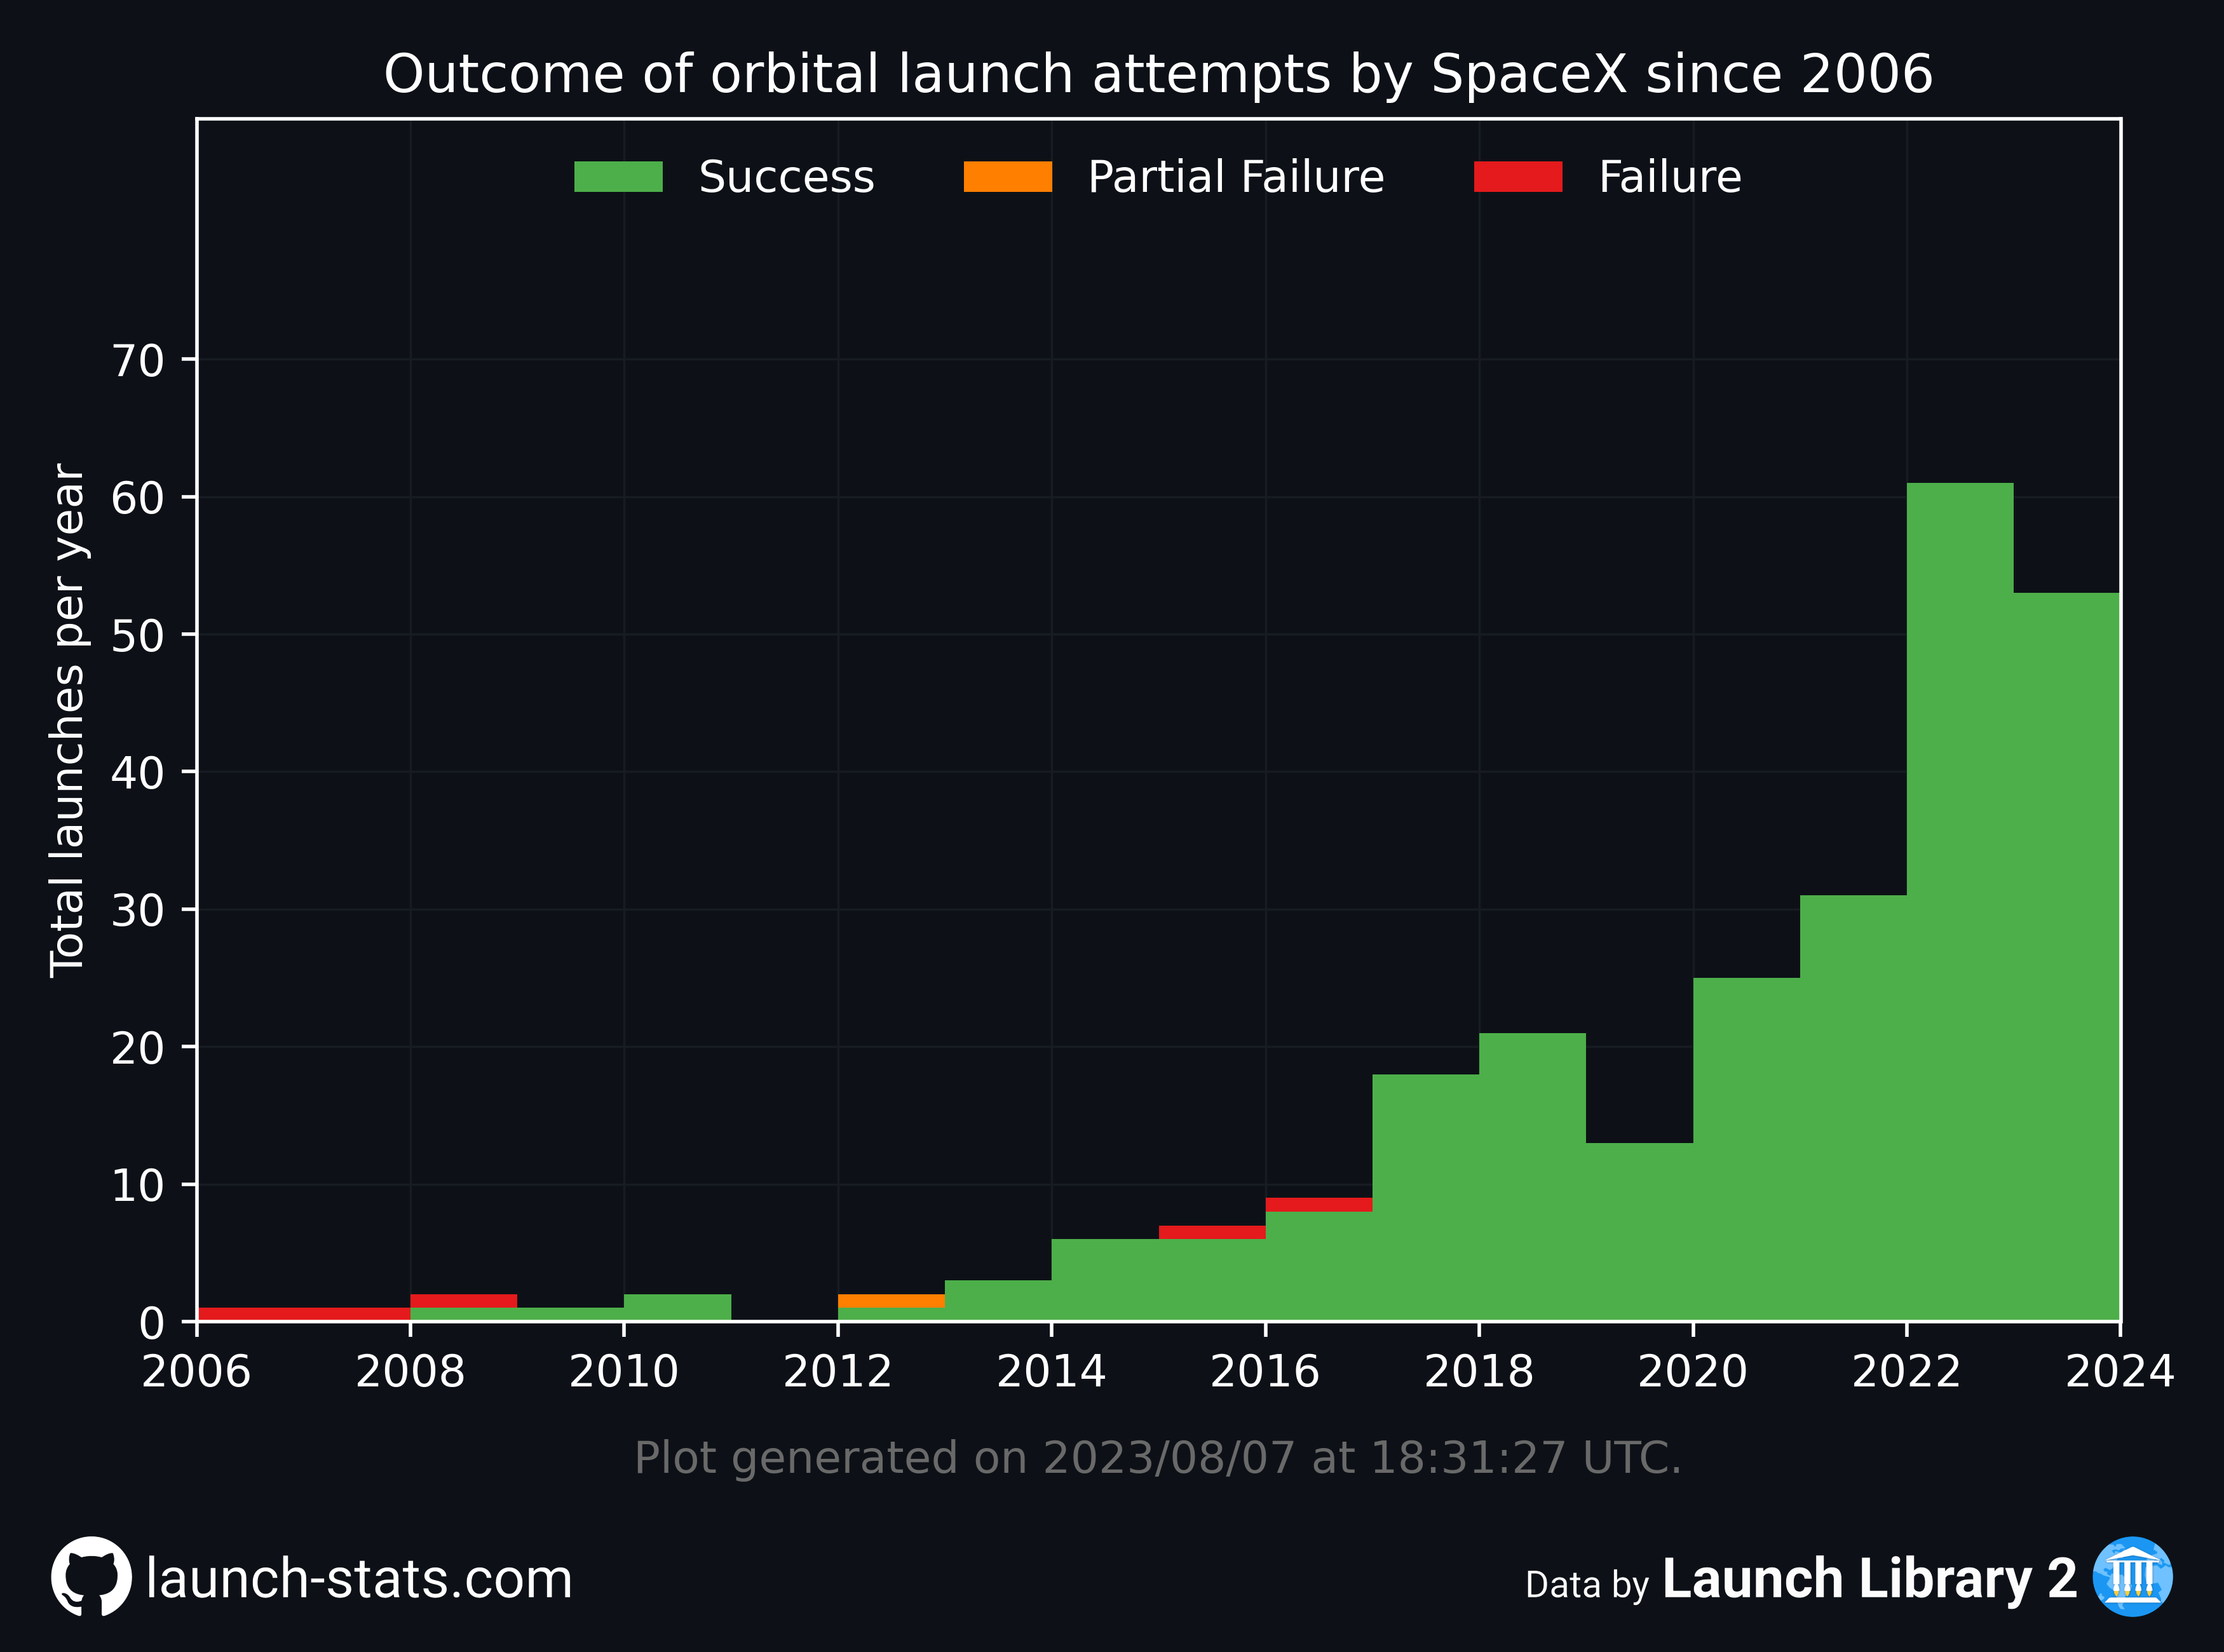 Outcome of orbital launch attempts by SpaceX since 2006
Success Partial Failure Failure
Total launches per year
70
60
50
40
30
20
10
0
2006 2008 2010 2012 2014 2016 2018 2020 2022 2024
Plot generated on 2023/08/07 at 18:31:27 UTC.
launch-stats.com
Data by Launch Library 2